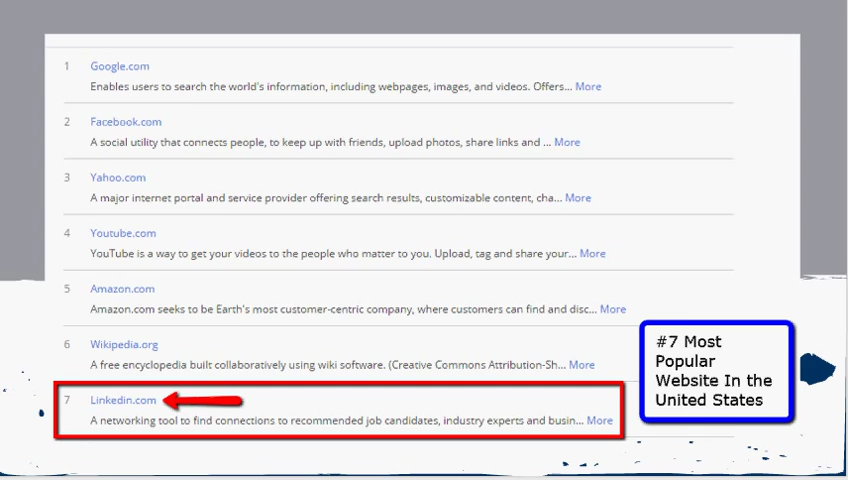 1 Google.com
Enables users to search the world's information, including webpages, images, and videos. Offers... More
2 Facebook.com
A social utility that connects people, to keep up with friends, upload photos, share links and ... More
3 Yahoo.com
A major internet portal and service provider offering search results, customizable content, cha... More
4 Youtube.com
YouTube is a way to get your videos to the people who matter to you. Upload, tag and share your... More
5 Amazon.com
Amazon.com seeks to be Earth's most customer-centric company, where customers can find and disc... More
6 Wikipedia.org
A free encyclopedia built collaboratively using wiki software. (Creative Commons Attribution-Sh... More
7 Linkedin.com
A networking tool to find connections to recommended job candidates, industry experts and busin... More
#7 Most
Popular
Website In the
United States